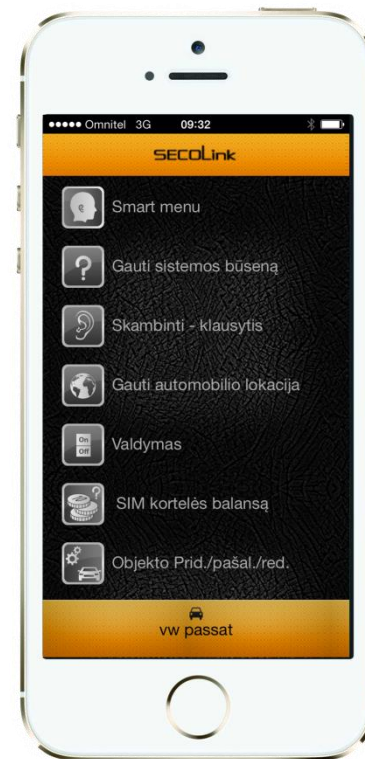 Omnitel 3G 09:32
SECOLink
Smart menu
Gauti sistemos būseną
Skambinti - klausytis
Gauti automobilio lokacija
On
Off
Valdymas
SIM kortelės balansą
Objekto Prid./pašal./red.
vw passat